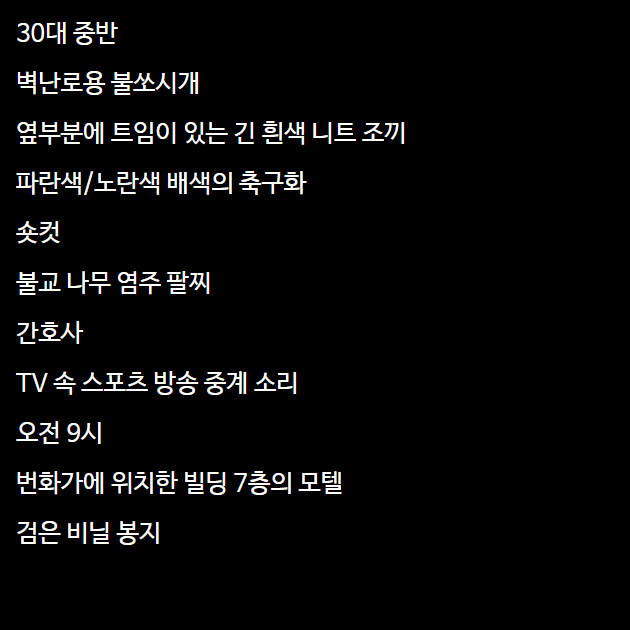 30대 중반
벽난로용 불쏘시개
옆부분에 트임이 있는 긴 흰색 니트 조끼
파란색/노란색 배색의 축구화
숏컷
불교 나무 염주 팔찌
간호사
TV 속 스포츠 방송 중계 소리
오전 9시
번화가에 위치한 빌딩 7층의 모텔
검은 비닐 봉지